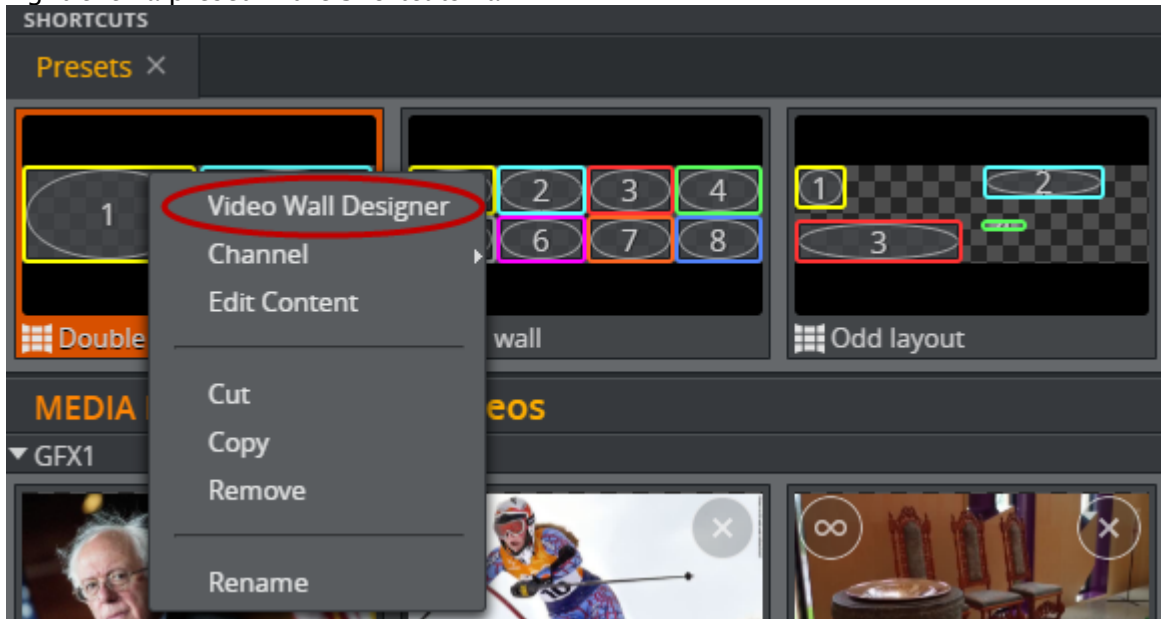 SHORTCUTS
Presets ×
1
2 3 4
6 7 8
1 2
3
Double
wall
Odd layout
Video Wall Designer
Channel
Edit Content
Cut
Copy
Remove
Rename
MEDIA
eos
GFX1